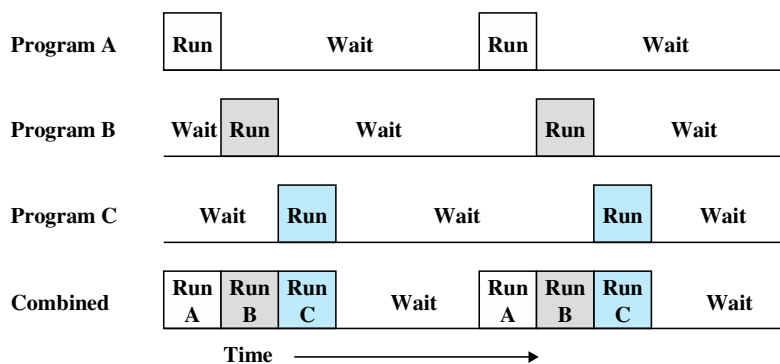 Program A Run Wait Run Wait
Program B Wait Run Wait Run Wait
Program C Wait Run Wait Run Wait
Combined Run A Run B Run C Wait Run A Run B Run C Wait
Time